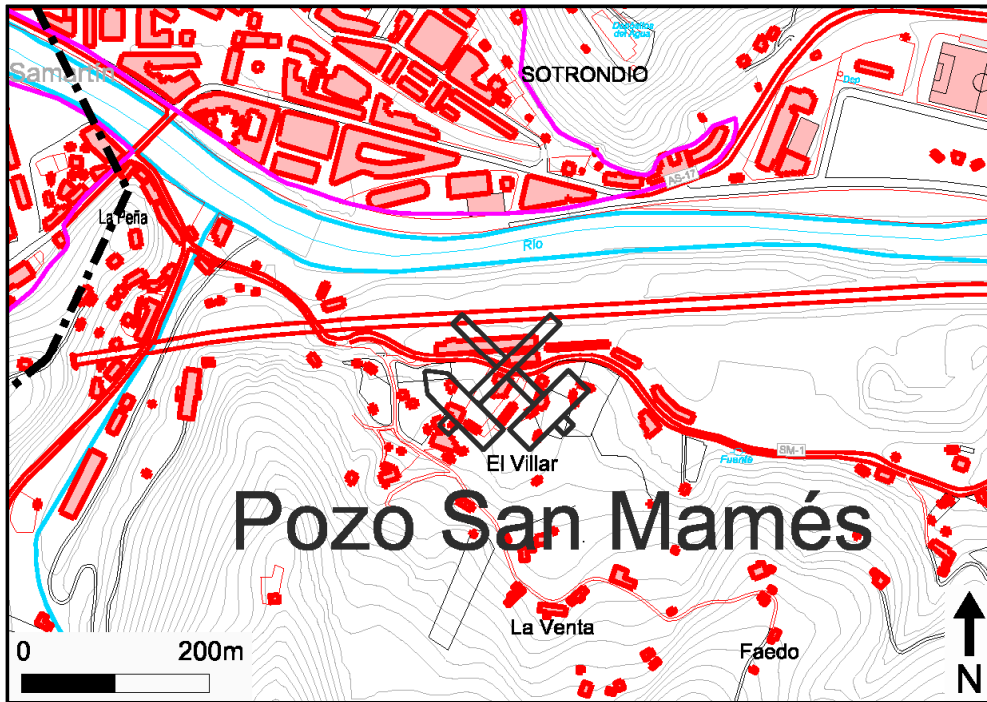 Depósitos
del Agua
Samartín
SOTRONDIO
Dep
AS-17
La Peña
Río
El Villar
SM-1
Fuente
Pozo San Mamés
La Venta
Faedo
0 200m
N